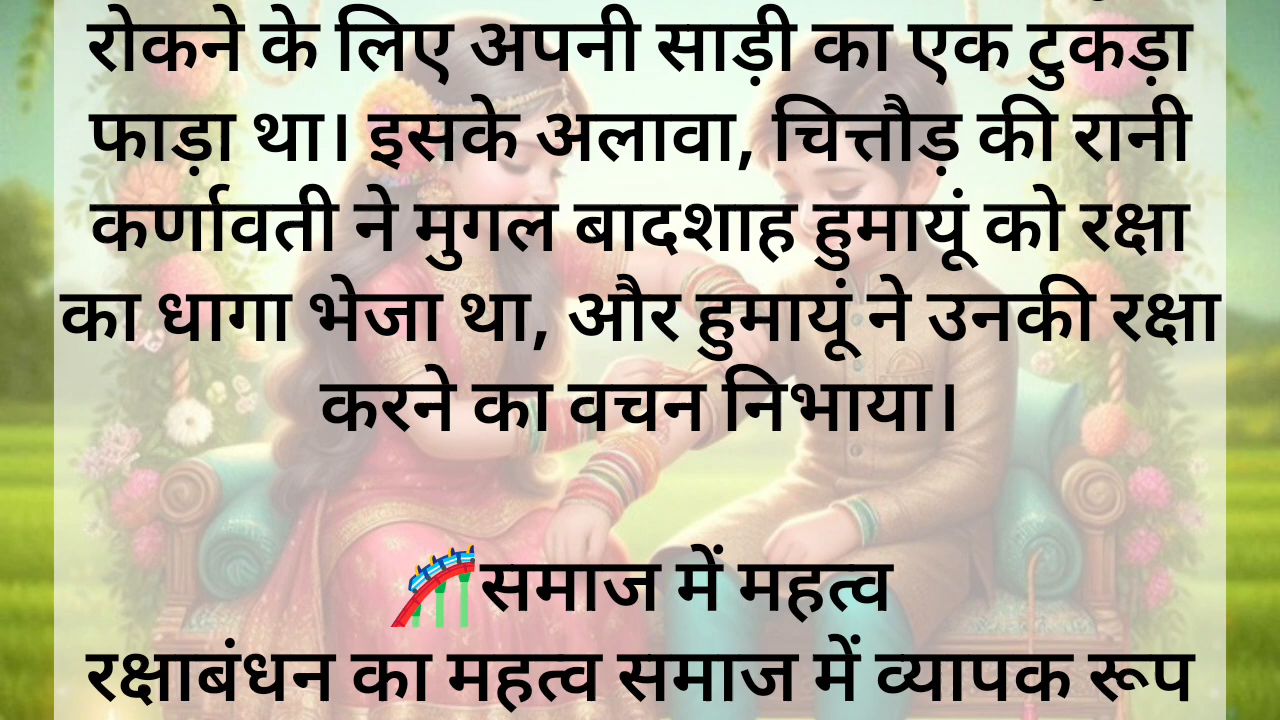 रोकने के लिए अपनी साड़ी का एक टुकड़ा
फाड़ा था। इसके अलावा, चित्तौड़ की रानी
कर्णावती ने मुगल बादशाह हुमायूं को रक्षा
का धागा भेजा था, और हुमायूं ने उनकी रक्षा
करने का वचन निभाया।
🎢समाज में महत्व
रक्षाबंधन का महत्व समाज में व्यापक रूप